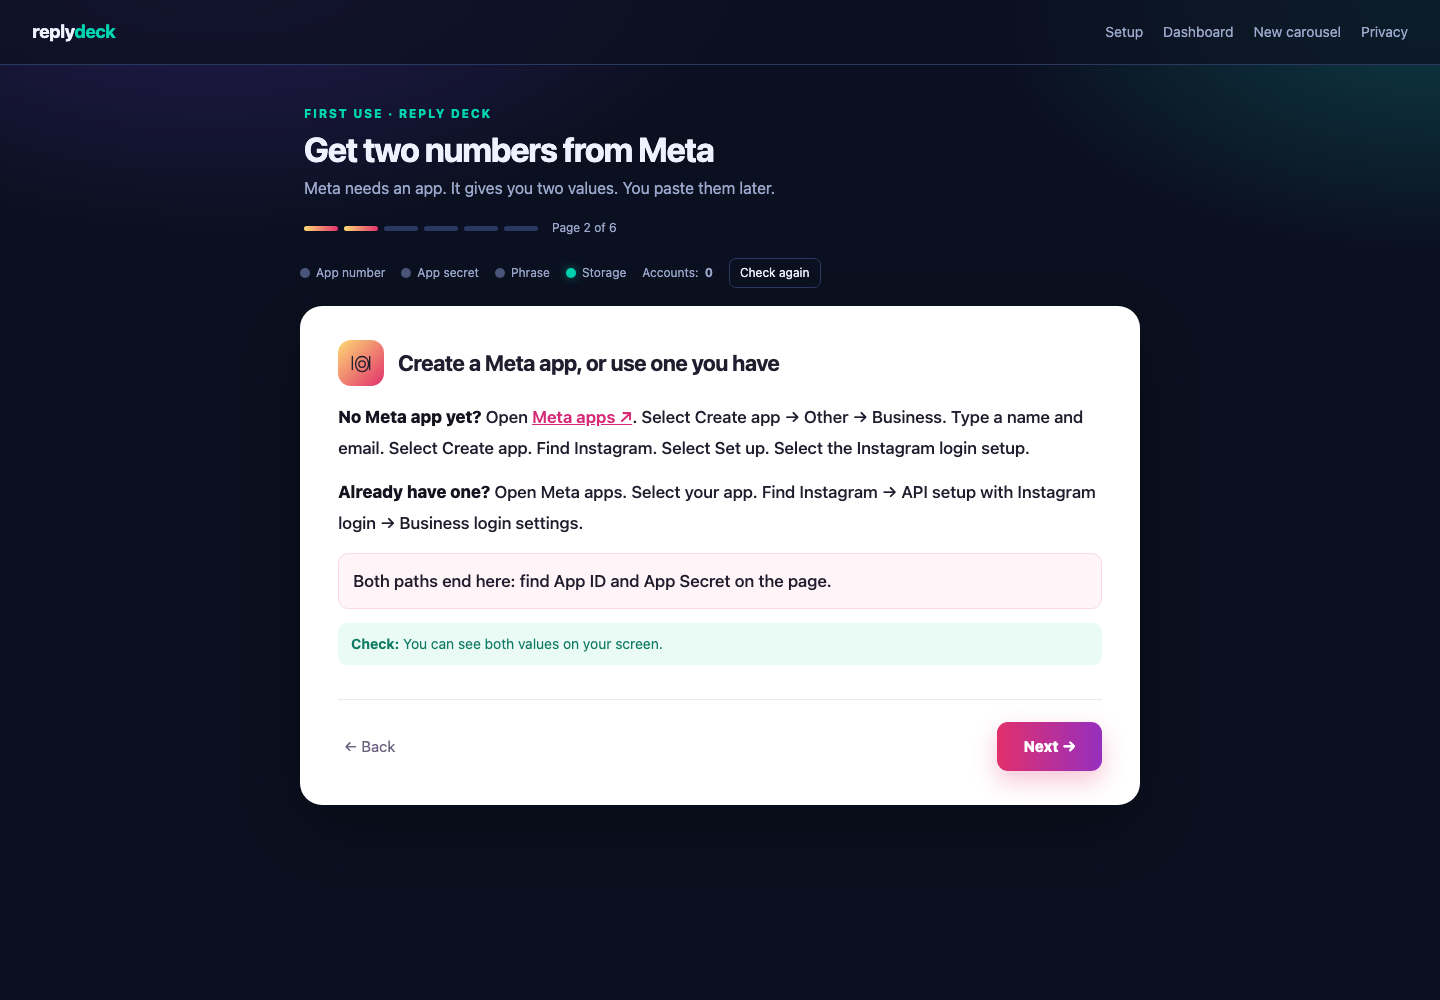 replydeck
Setup
Dashboard
New carousel
Privacy
FIRST USE · REPLY DECK
Get two numbers from Meta
Meta needs an app. It gives you two values. You paste them later.
Page 2 of 6
App number
App secret
Phrase
Storage
Accounts: 0
Check again
Create a Meta app, or use one you have
No Meta app yet? Open Meta apps ↗. Select Create app → Other → Business. Type a name and
email. Select Create app. Find Instagram. Select Set up. Select the Instagram login setup.
Already have one? Open Meta apps. Select your app. Find Instagram → API setup with Instagram
login → Business login settings.
Both paths end here: find App ID and App Secret on the page.
Check: You can see both values on your screen.
← Back
Next →